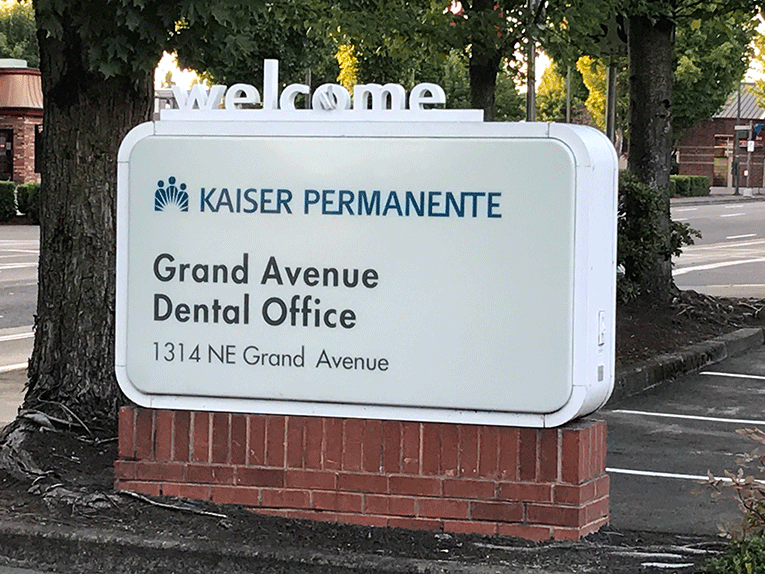 welcome
KAISER PERMANENTE
Grand Avenue
Dental Office
1314 NE Grand Avenue